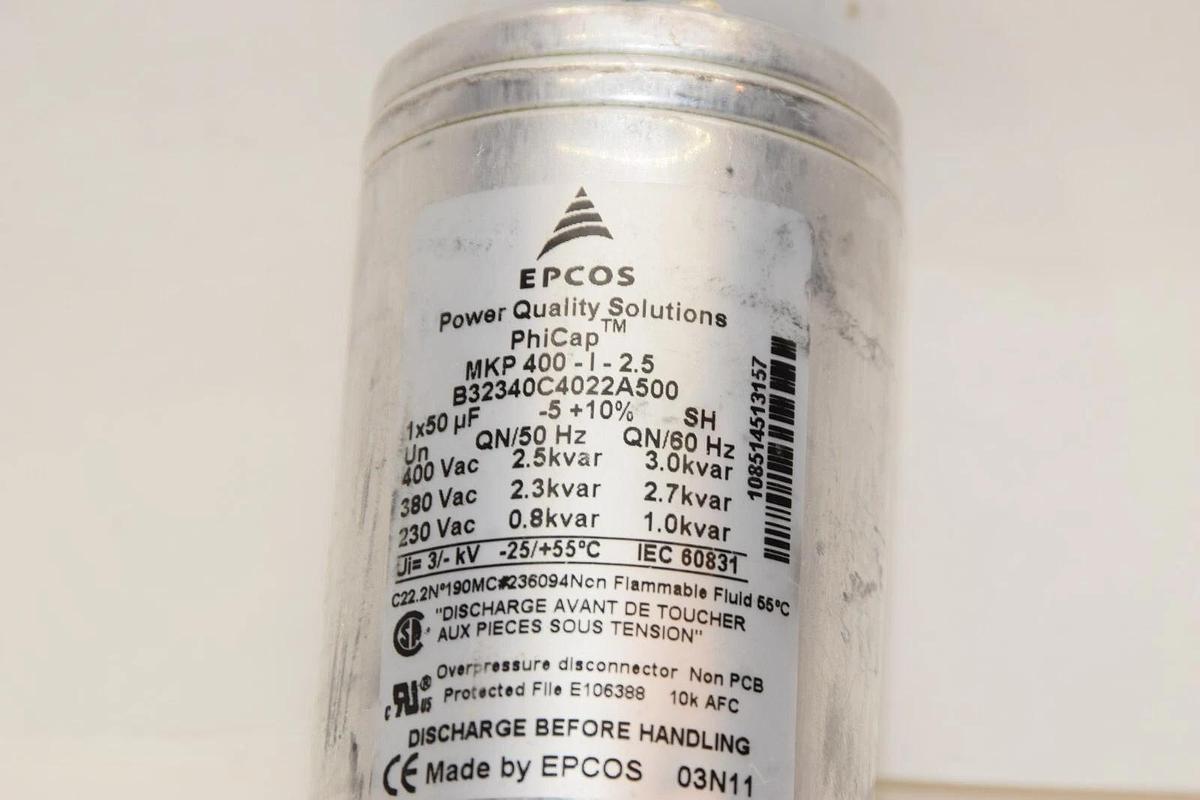 EPCOS
Power Quality Solutions
PhiCap™
MKP 400 - I - 2.5
B32340C4022A500
1x50 µF -5 +10% SH
Un QN/50 Hz QN/60 Hz
400 Vac 2.5kvar 3.0kvar
380 Vac 2.3kvar 2.7kvar
230 Vac 0.8kvar 1.0kvar
Ui= 3/- kV -25/+55°C IEC 60831
C22.2N°190MC#236094Non Flammable Fluid 55°C
"DISCHARGE AVANT DE TOUCHER
AUX PIECES SOUS TENSION"
Overpressure disconnector Non PCB
Protected File E106388 10k AFC
DISCHARGE BEFORE HANDLING
CE Made by EPCOS 03N11
108514513157
SA
c RU ® us